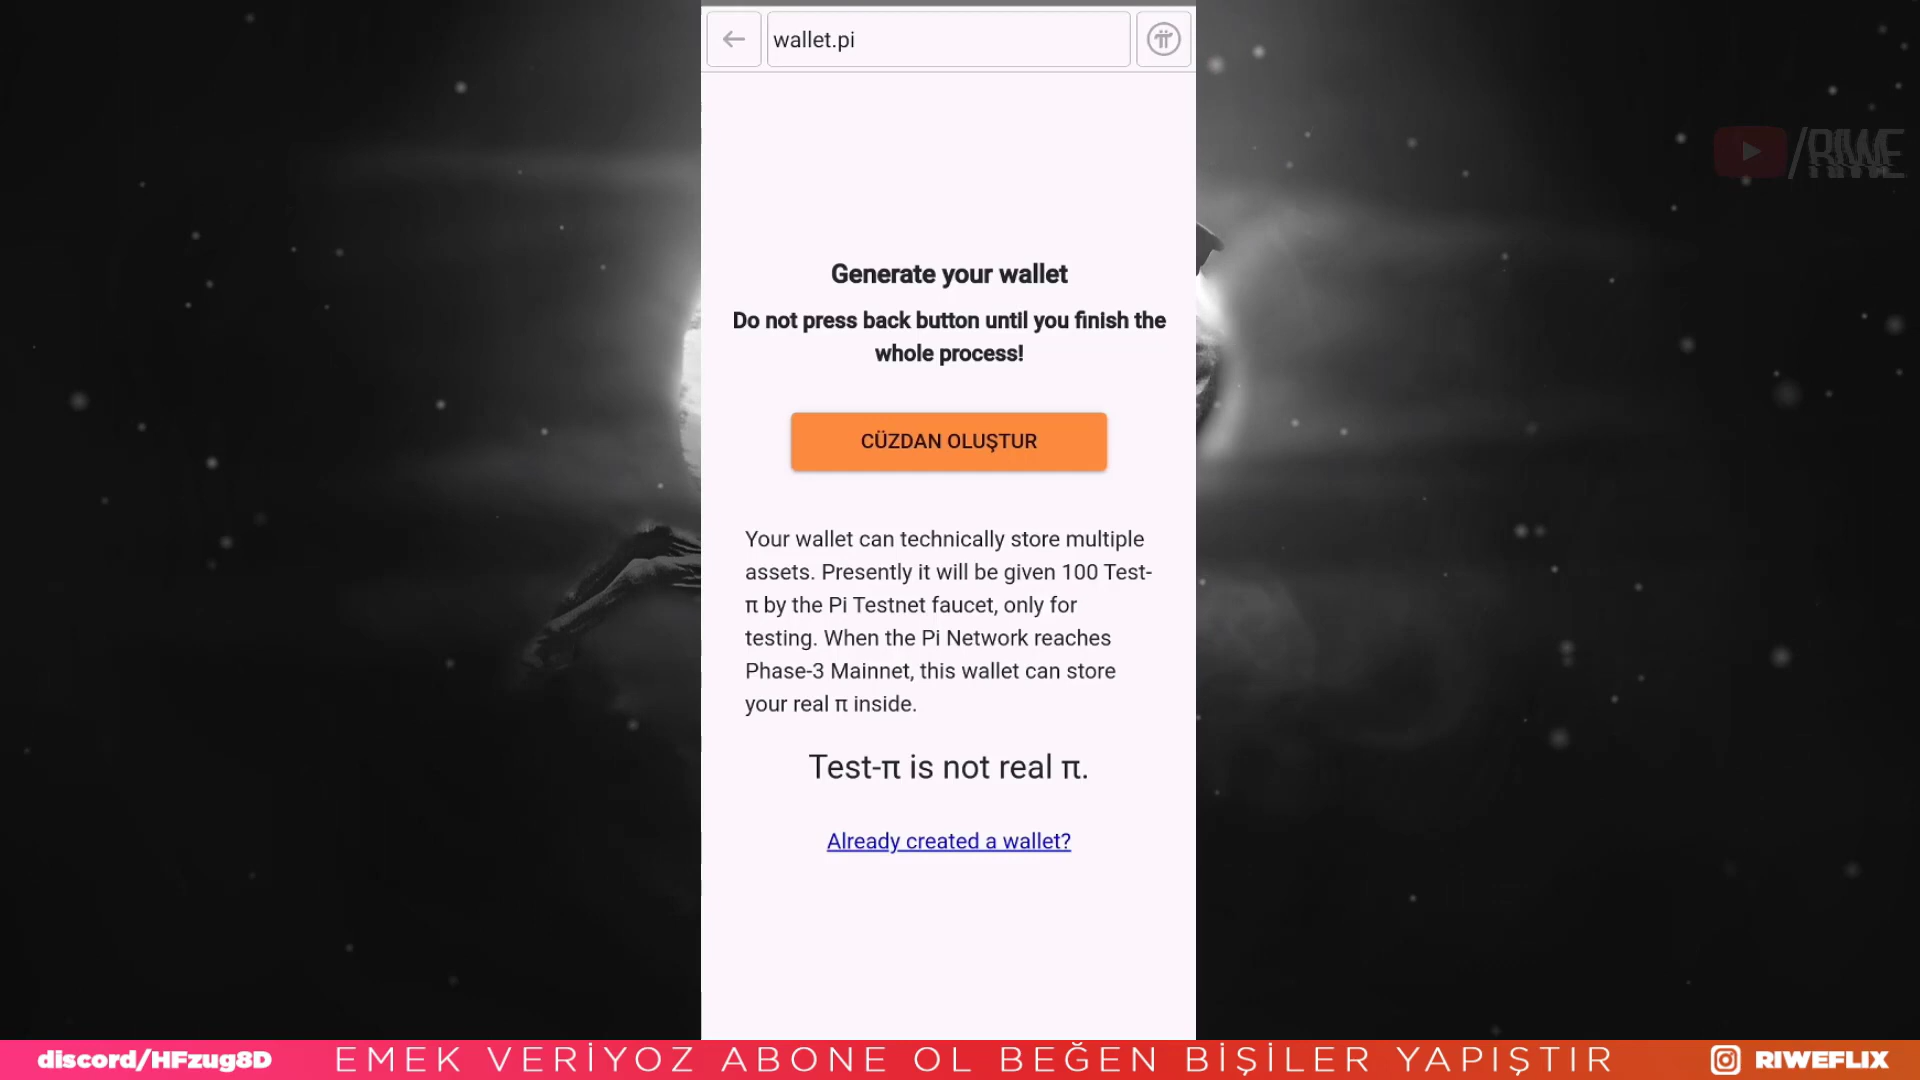 wallet.pi
/RIWE
Generate your wallet
Do not press back button until you finish the
whole process!
CÜZDAN OLUŞTUR
Your wallet can technically store multiple
assets. Presently it will be given 100 Test-
π by the Pi Testnet faucet, only for
testing. When the Pi Network reaches
Phase-3 Mainnet, this wallet can store
your real π inside.
Test-π is not real π.
Already created a wallet?
discord/HFzug8D
EMEK VERİYOZ ABONE OL BEĞEN BİŞİLER YAPIŞTIR
RIWEFLIX